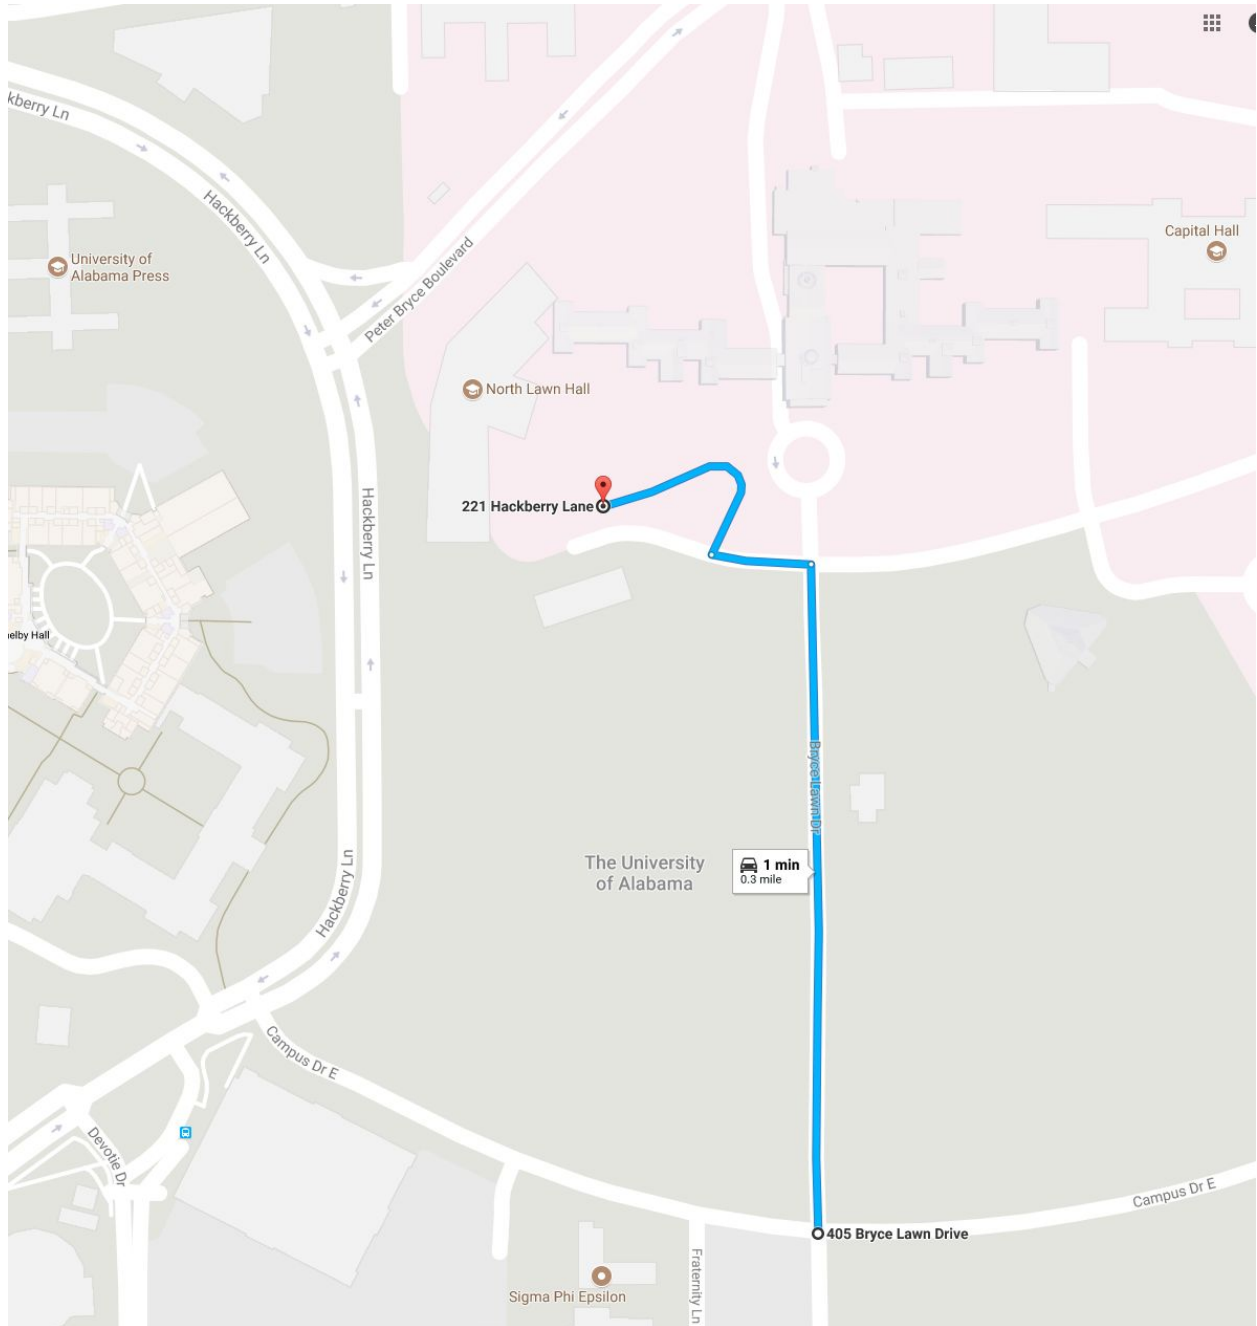 kberry Ln
Hackberry Ln
University of
Alabama Press
Peter Bryce Boulevard
Capital Hall
North Lawn Hall
221 Hackberry Lane
Hackberry Ln
elby Hall
Bryce Lawn Dr
The University
of Alabama
1 min
0.3 mile
Hackberry Ln
Campus Dr E
Devotie Dr
Campus Dr E
405 Bryce Lawn Drive
Fraternity Ln
Sigma Phi Epsilon